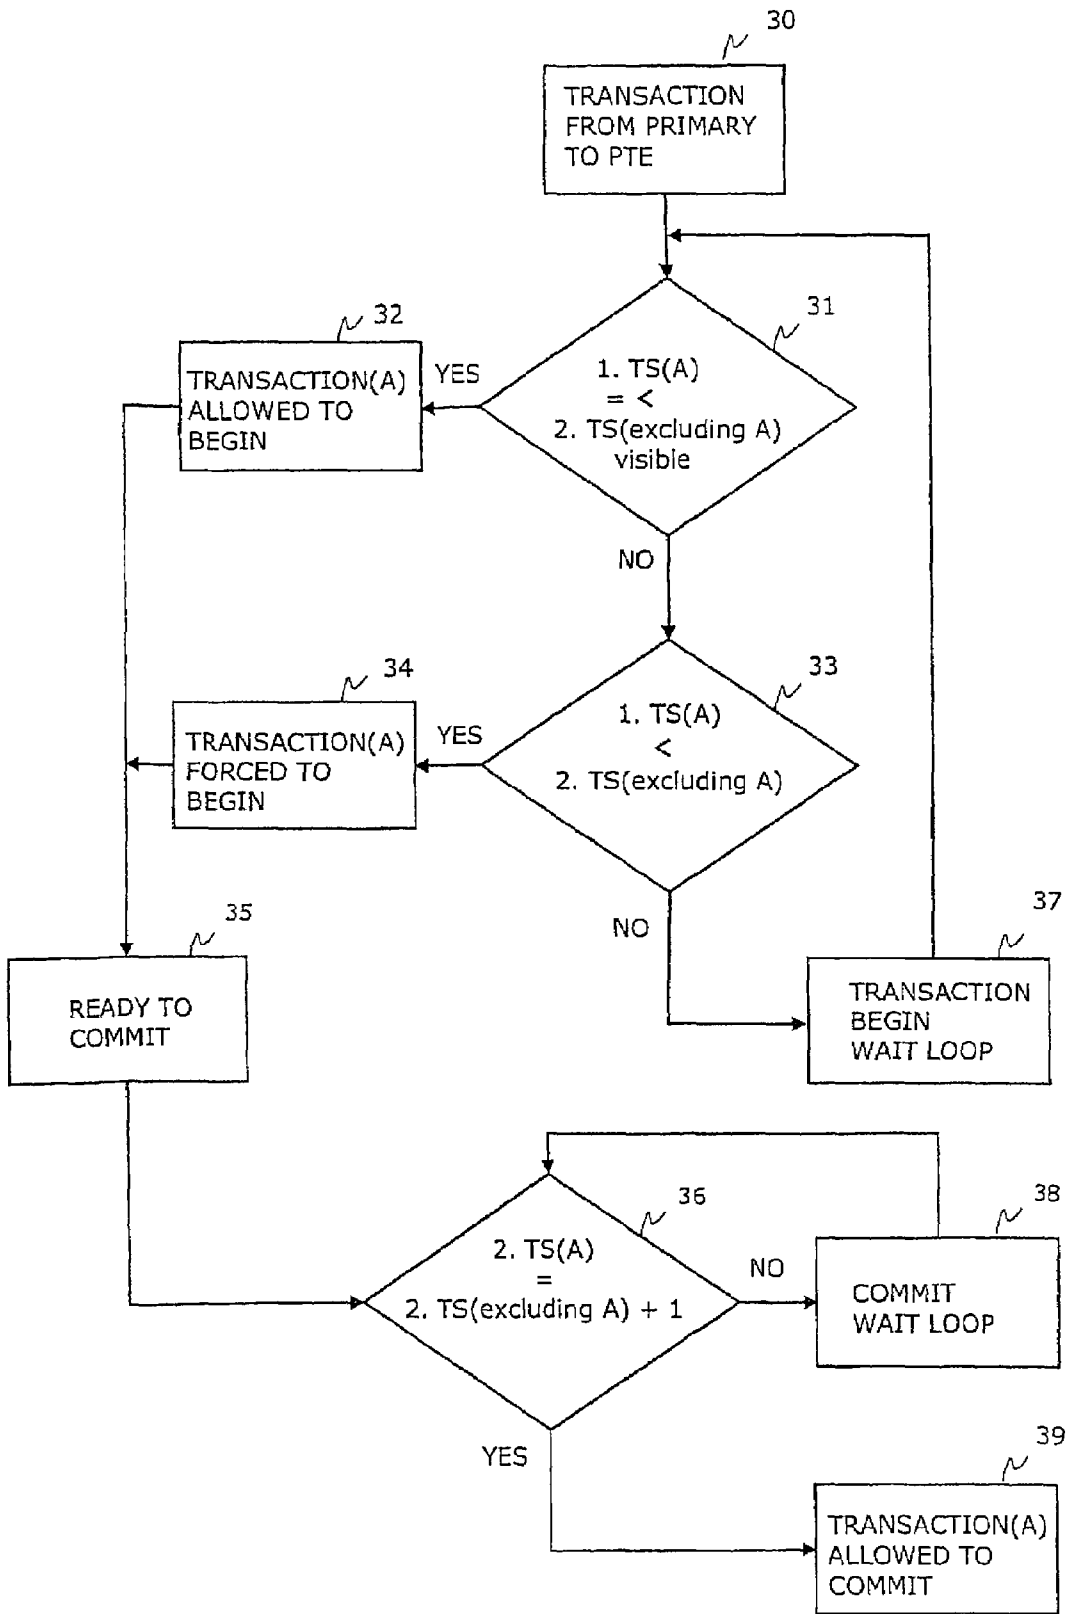 30
TRANSACTION
FROM PRIMARY
TO PTE
31
1. TS(A)
= <
2. TS(excluding A)
visible
YES
32
TRANSACTION(A)
ALLOWED TO
BEGIN
NO
33
1. TS(A)
<
2. TS(excluding A)
YES
34
TRANSACTION(A)
FORCED TO
BEGIN
NO
35
READY TO
COMMIT
37
TRANSACTION
BEGIN
WAIT LOOP
36
2. TS(A)
=
2. TS(excluding A) + 1
NO
38
COMMIT
WAIT LOOP
YES
39
TRANSACTION(A)
ALLOWED TO
COMMIT